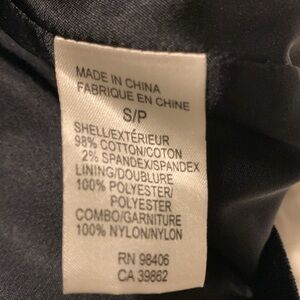 MADE IN CHINA
FABRIQUE EN CHINE
S/P
SHELL/EXTÉRIEUR
98% COTTON/COTON
2% SPANDEX/SPANDEX
LINING/DOUBLURE
100% POLYESTER/
POLYESTER
COMBO/GARNITURE
100% NYLON/NYLON
RN 98406
CA 39862